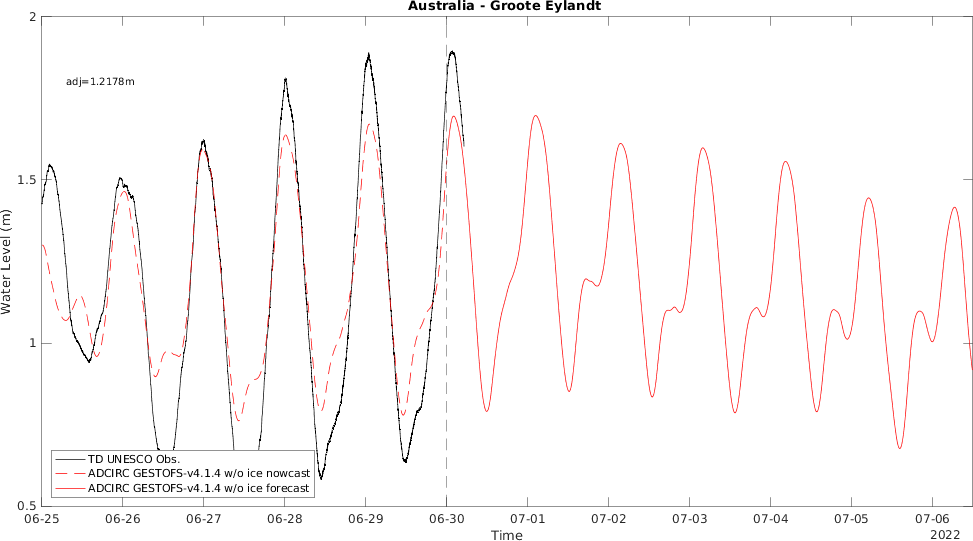 Australia - Groote Eylandt
adj=1.2178m
Water Level (m)
2
1.5
1
0.5
TD UNESCO Obs.
ADCIRC GESTOFS-v4.1.4 w/o ice nowcast
ADCIRC GESTOFS-v4.1.4 w/o ice forecast
06-25 06-26 06-27 06-28 06-29 06-30 07-01 07-02 07-03 07-04 07-05 07-06
Time
2022